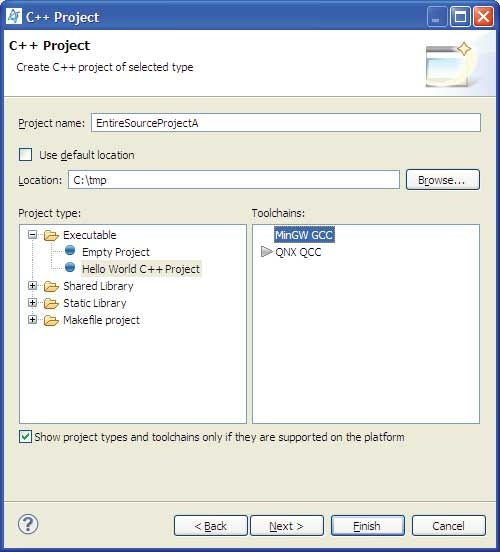 C++ Project
C++ Project
Create C++ project of selected type
Project name: EntireSourceProjectA
Use default location
Location: C:\tmp Browse...
Project type: Toolchains:
Executable MinGW GCC
Empty Project QNX QCC
Hello World C++ Project
Shared Library
Static Library
Makefile project
Show project types and toolchains only if they are supported on the platform
? < Back Next > Finish Cancel